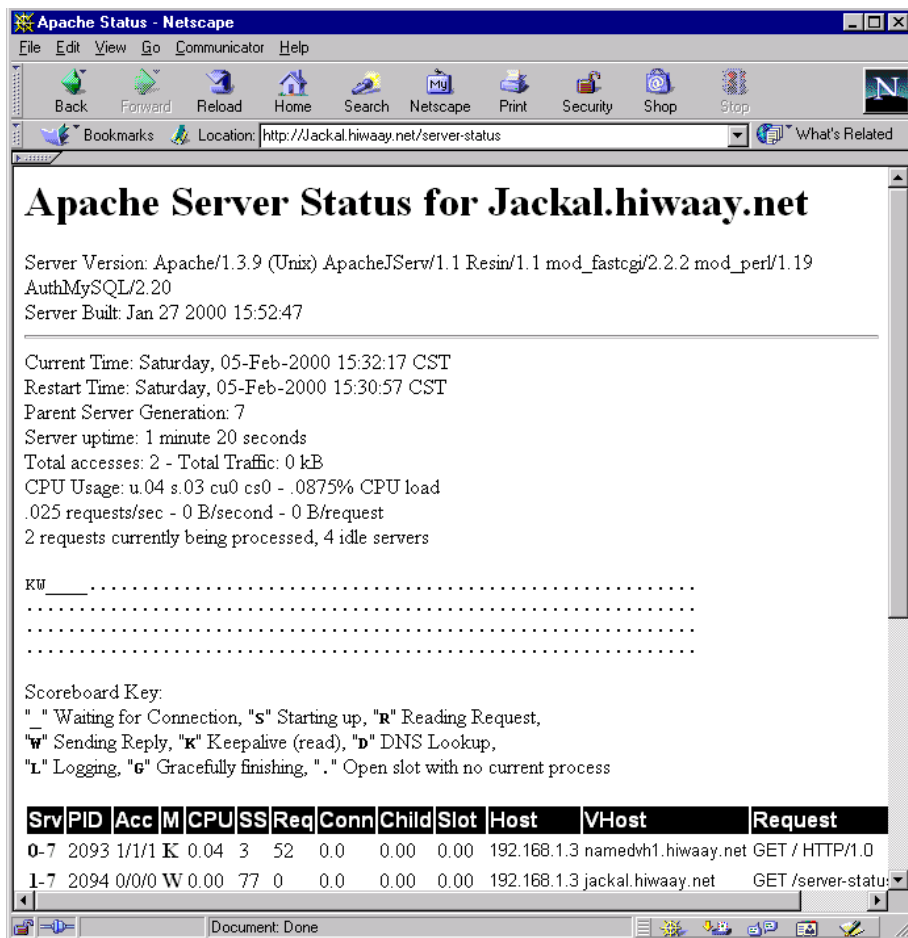 Apache Status - Netscape
File Edit View Go Communicator Help
My
N
Back Forward Reload Home Search Netscape Print Security Shop Stop
Bookmarks Location: http://Jackal.hiwaay.net/server-status What's Related
Apache Server Status for Jackal.hiwaay.net
Server Version: Apache/1.3.9 (Unix) ApacheJServ/1.1 Resin/1.1 mod_fastcgi/2.2.2 mod_perl/1.19
AuthMySQL/2.20
Server Built: Jan 27 2000 15:52:47
Current Time: Saturday, 05-Feb-2000 15:32:17 CST
Restart Time: Saturday, 05-Feb-2000 15:30:57 CST
Parent Server Generation: 7
Server uptime: 1 minute 20 seconds
Total accesses: 2 - Total Traffic: 0 kB
CPU Usage: u.04 s.03 cu0 cs0 - .0875% CPU load
.025 requests/sec - 0 B/second - 0 B/request
2 requests currently being processed, 4 idle servers
KW____..........................................................
................................................................
................................................................
................................................................
Scoreboard Key:
"_" Waiting for Connection, "S" Starting up, "R" Reading Request,
"W" Sending Reply, "K" Keepalive (read), "D" DNS Lookup,
"L" Logging, "G" Gracefully finishing, "." Open slot with no current process
Srv PID Acc M CPU SS Req Conn Child Slot Host VHost Request
0-7 2093 1/1/1 K 0.04 3 52 0.0 0.00 0.00 192.168.1.3 namedvh1.hiwaay.net GET / HTTP/1.0
1-7 2094 0/0/0 W 0.00 77 0 0.0 0.00 0.00 192.168.1.3 jackal.hiwaay.net GET /server-statu
Document: Done